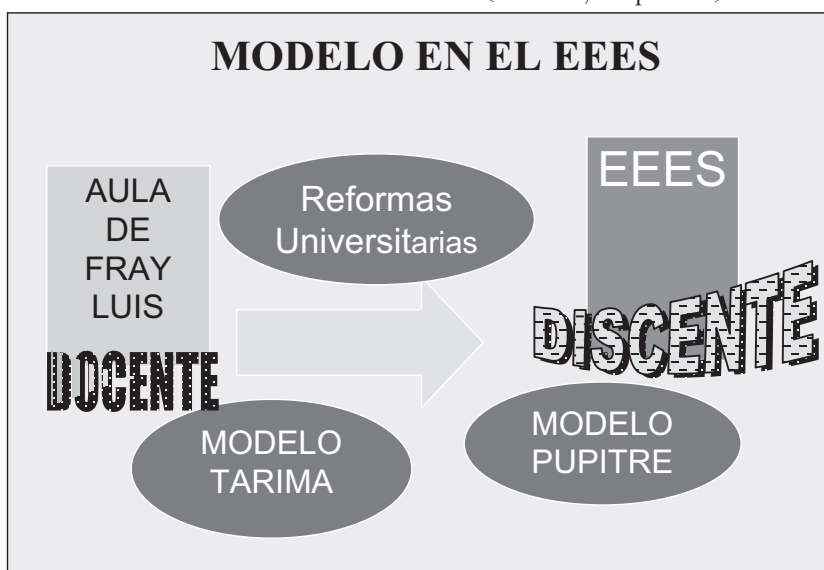 MODELO EN EL EEES
AULA
DE
FRAY
LUIS
DOCENTE
Reformas
Universitarias
EEES
DISCENTE
MODELO
TARIMA
MODELO
PUPITRE